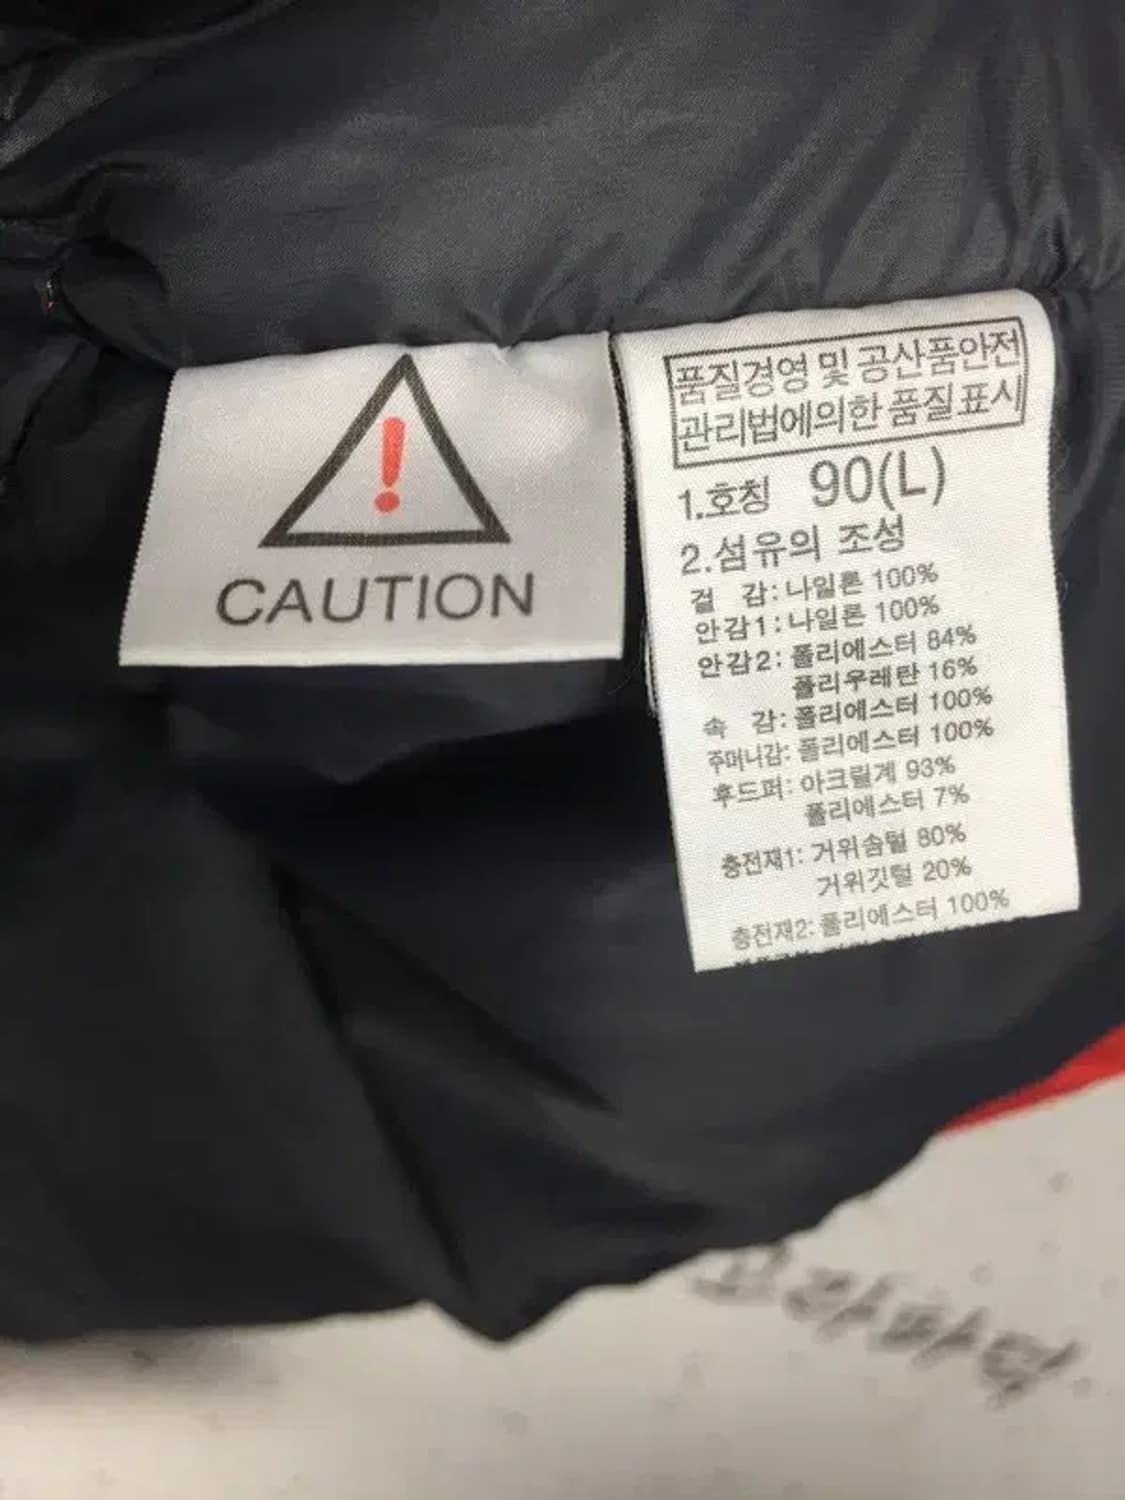 CAUTION
품질경영 및 공산품안전
관리법에의한 품질표시
1.호칭 90(L)
2.섬유의 조성
겉 감: 나일론 100%
안감1: 나일론 100%
안감2: 폴리에스터 84%
폴리우레탄 16%
속 감: 폴리에스터 100%
주머니감: 폴리에스터 100%
후드퍼: 아크릴계 93%
폴리에스터 7%
충전재1: 거위솜털 80%
거위깃털 20%
충전재2: 폴리에스터 100%